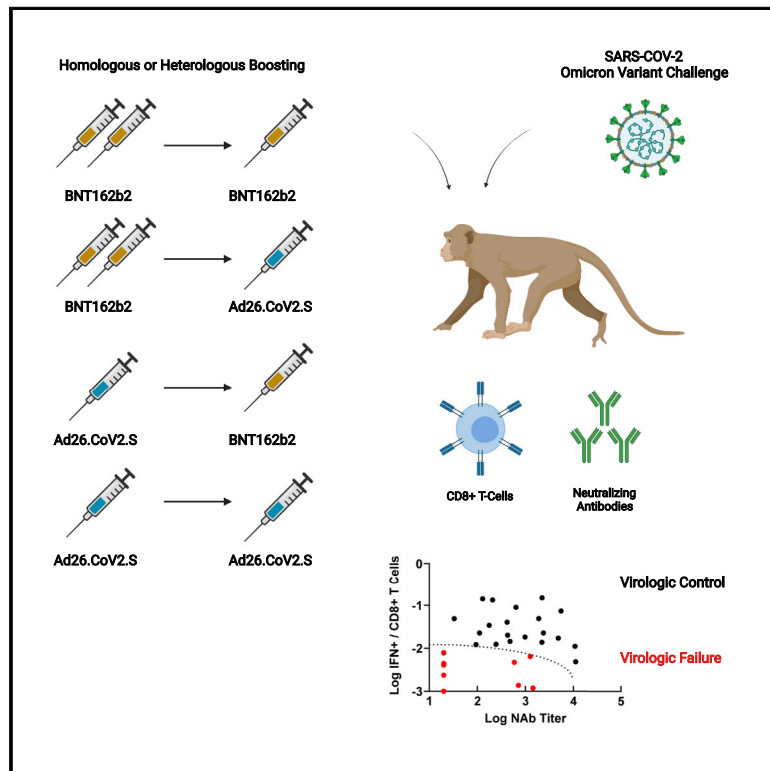 Homologous or Heterologous Boosting
BNT162b2
BNT162b2
BNT162b2
Ad26.CoV2.S
Ad26.CoV2.S
BNT162b2
Ad26.CoV2.S
Ad26.CoV2.S
SARS-COV-2
Omicron Variant Challenge
CD8+ T-Cells
Neutralizing
Antibodies
Log IFN+ / CD8+ T Cells
0
-1
-2
-3
1
2
3
4
5
Log NAb Titer
Virologic Control
Virologic Failure